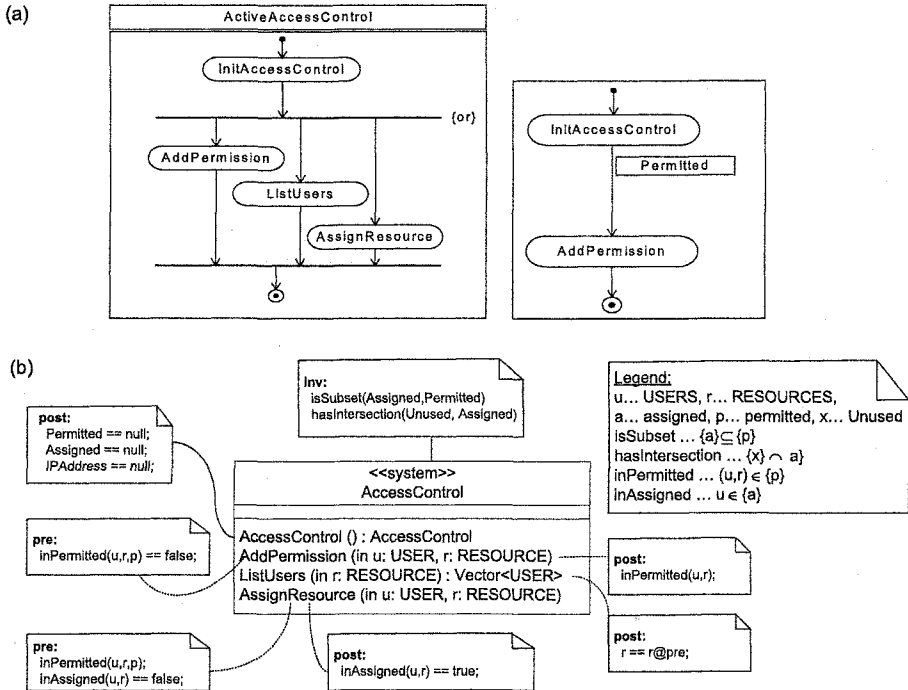 (a)
ActiveAccessControl
InitAccessControl
{or}
AddPermission
ListUsers
AssignResource
InitAccessControl
Permitted
AddPermission
(b)
Inv:
isSubset(Assigned,Permitted)
hasIntersection(Unused, Assigned)
Legend:
u... USERS, r... RESOURCES,
a... assigned, p... permitted, x... Unused
isSubset ... {a}⊆{p}
hasIntersection ... {x} ∩ a}
inPermitted ... (u,r) ∈ {p}
inAssigned ... u ∈ {a}
post:
Permitted == null;
Assigned == null;
IPAddress == null;
<<system>>
AccessControl
AccessControl () : AccessControl
AddPermission (in u: USER, r: RESOURCE)
ListUsers (in r: RESOURCE) : Vector<USER>
AssignResource (in u: USER, r: RESOURCE)
pre:
inPermitted(u,r,p) == false;
post:
inPermitted(u,r);
pre:
inPermitted(u,r,p);
inAssigned(u,r) == false;
post:
inAssigned(u,r) == true;
post:
r == r@pre;